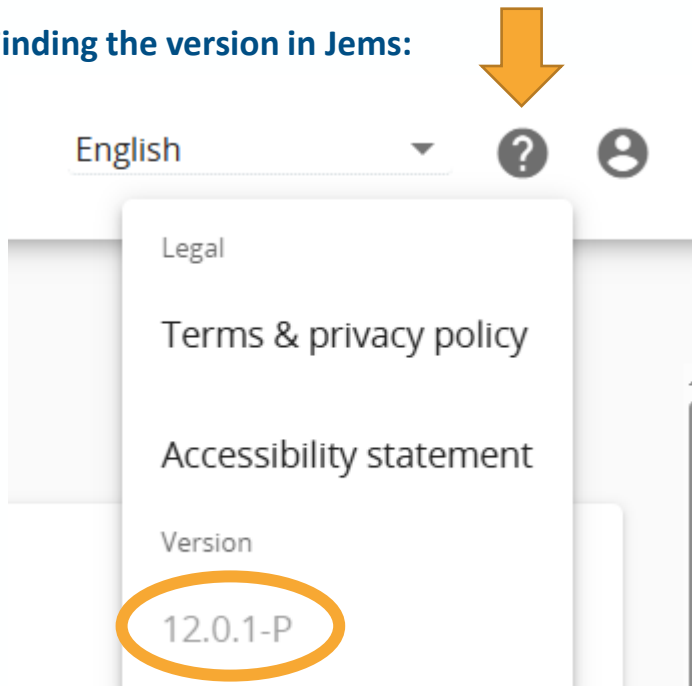 inding the version in Jems:
English
?
Legal
Terms & privacy policy
Accessibility statement
Version
12.0.1-P